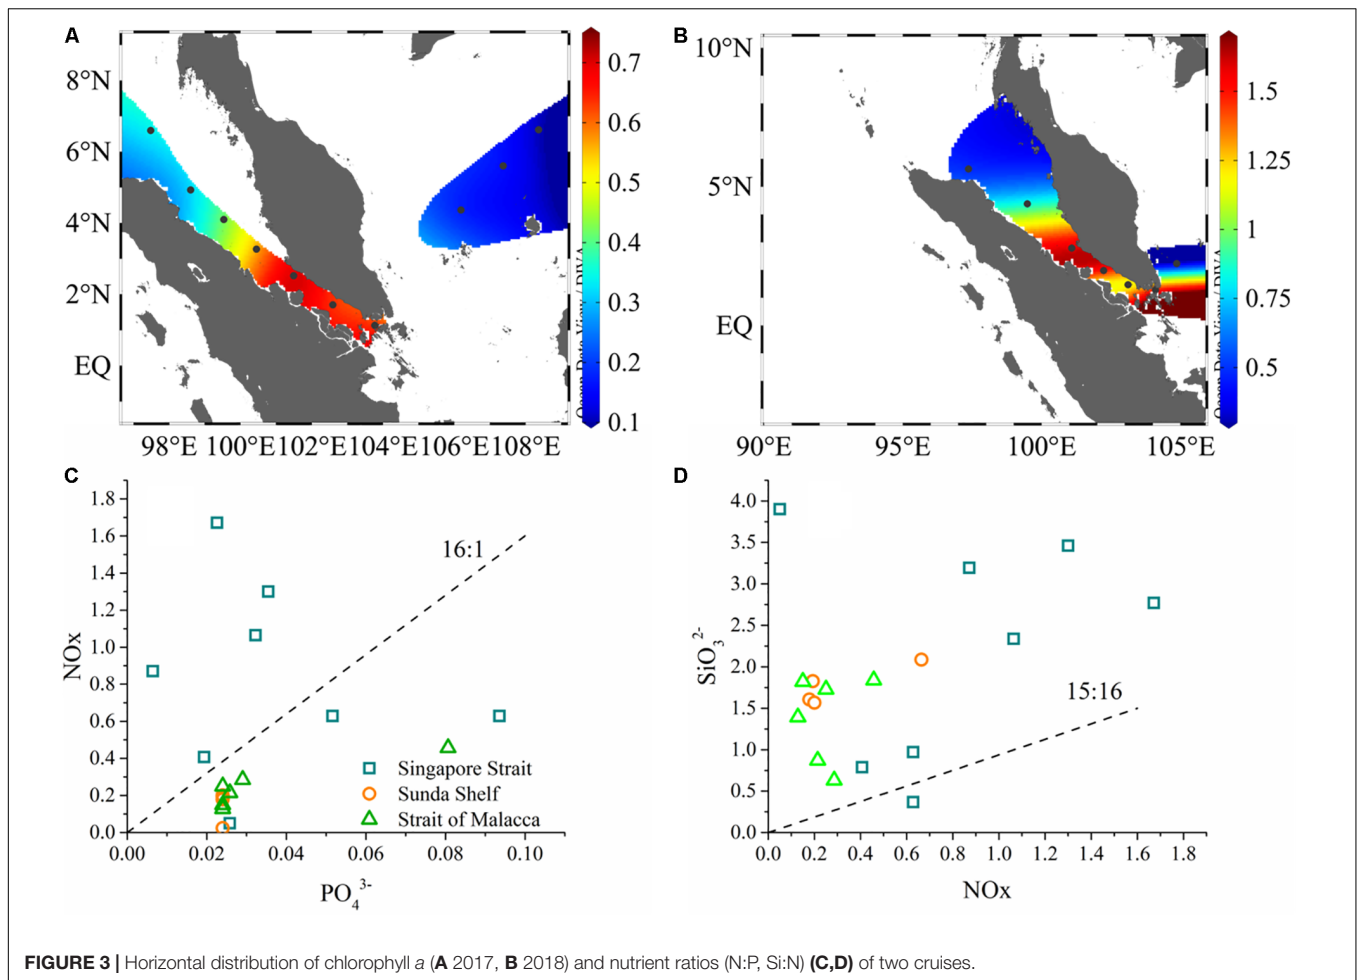 A
B
8°N
6°N
4°N
2°N
EQ
98°E 100°E 102°E 104°E 106°E 108°E
0.7
0.6
0.5
0.4
0.3
0.2
0.1
10°N
5°N
EQ
90°E 95°E 100°E 105°E
1.5
1.25
1
0.75
0.5
C
D
NOx
1.8
1.6
1.4
1.2
1.0
0.8
0.6
0.4
0.2
0.0
16:1
Singapore Strait
Sunda Shelf
Strait of Malacca
0.00 0.02 0.04 0.06 0.08 0.10
PO₄³⁻
SiO₃²⁻
4.0
3.5
3.0
2.5
2.0
1.5
1.0
0.5
0.0
15:16
0.0 0.2 0.4 0.6 0.8 1.0 1.2 1.4 1.6 1.8
NOx
FIGURE 3 | Horizontal distribution of chlorophyll a (A 2017, B 2018) and nutrient ratios (N:P, Si:N) (C,D) of two cruises.